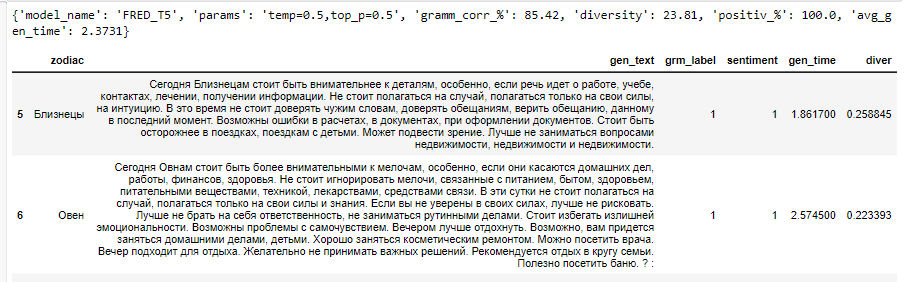 {'model_name': 'FRED_T5', 'params': 'temp=0.5,top_p=0.5', 'gramm_corr_%': 85.42, 'diversity': 23.81, 'positiv_%': 100.0, 'avg_g
en_time': 2.3731}
zodiac gen_text grm_label sentiment gen_time diver
Сегодня Близнецам стоит быть внимательнее к деталям, особенно, если речь идет о работе, учебе,
контактах, лечении, получении информации. Не стоит полагаться на случай, полагаться только на свои силы,
на интуицию. В это время не стоит доверять чужим словам, доверять обещаниям, верить обещанию, данному
5 Близнецы в последний момент. Возможны ошибки в расчетах, в документах, при оформлении документов. Стоит быть 1 1 1.861700 0.258845
осторожнее в поездках, поездкам с детьми. Может подвести зрение. Лучше не заниматься вопросами
недвижимости, недвижимости и недвижимости.
Сегодня Овнам стоит быть более внимательными к мелочам, особенно, если они касаются домашних дел,
работы, финансов, здоровья. Не стоит игнорировать мелочи, связанные с питанием, бытом, здоровьем,
питательными веществами, техникой, лекарствами, средствами связи. В эти сутки не стоит полагаться на
случай, полагаться только на свои силы и знания. Если вы не уверены в своих силах, лучше не рисковать.
6 Овен Лучше не брать на себя ответственность, не заниматься рутинными делами. Стоит избегать излишней 1 1 2.574500 0.223393
эмоциональности. Возможны проблемы с самочувствием. Вечером лучше отдохнуть. Возможно, вам придется
заняться домашними делами, детьми. Хорошо заняться косметическим ремонтом. Можно посетить врача.
Вечер подходит для отдыха. Желательно не принимать важных решений. Рекомендуется отдых в кругу семьи.
Полезно посетить баню. ? :